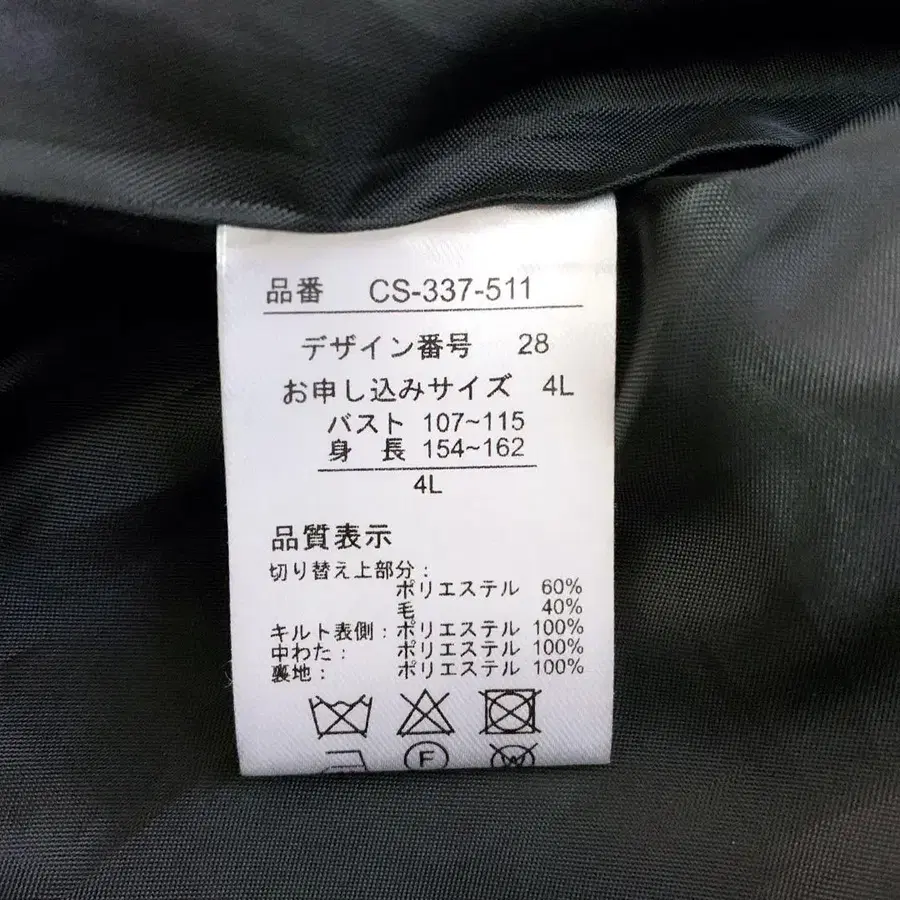 品番 CS-337-511
デザイン番号 28
お申し込みサイズ 4L
バスト 107~115
身 長 154~162
4L
品質表示
切り替え上部分:
ポリエステル 60%
毛 40%
キルト表側:ポリエステル 100%
中わた: ポリエステル 100%
裏地: ポリエステル 100%
F W